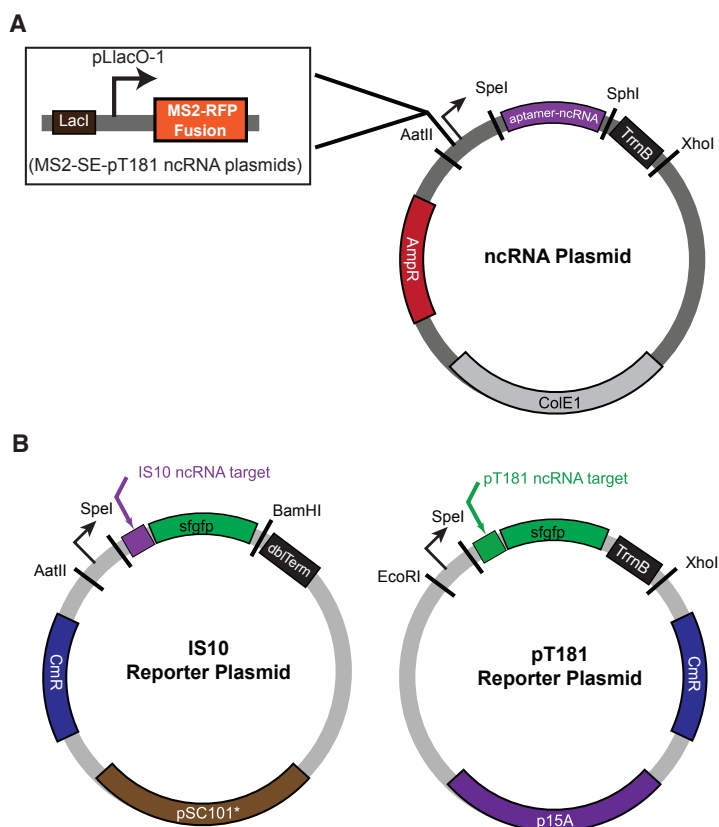 A
pLlacO-1
LacI
MS2-RFP
Fusion
(MS2-SE-pT181 ncRNA plasmids)
AatII
SpeI
aptamer-ncRNA
SphI
TrrnB
XhoI
AmpR
ncRNA Plasmid
ColE1
B
IS10 ncRNA target
SpeI
AatII
sfgfp
BamHI
dblTerm
CmR
IS10
Reporter Plasmid
pSC101*
pT181 ncRNA target
SpeI
EcoRI
sfgfp
TrrnB
XhoI
CmR
pT181
Reporter Plasmid
p15A